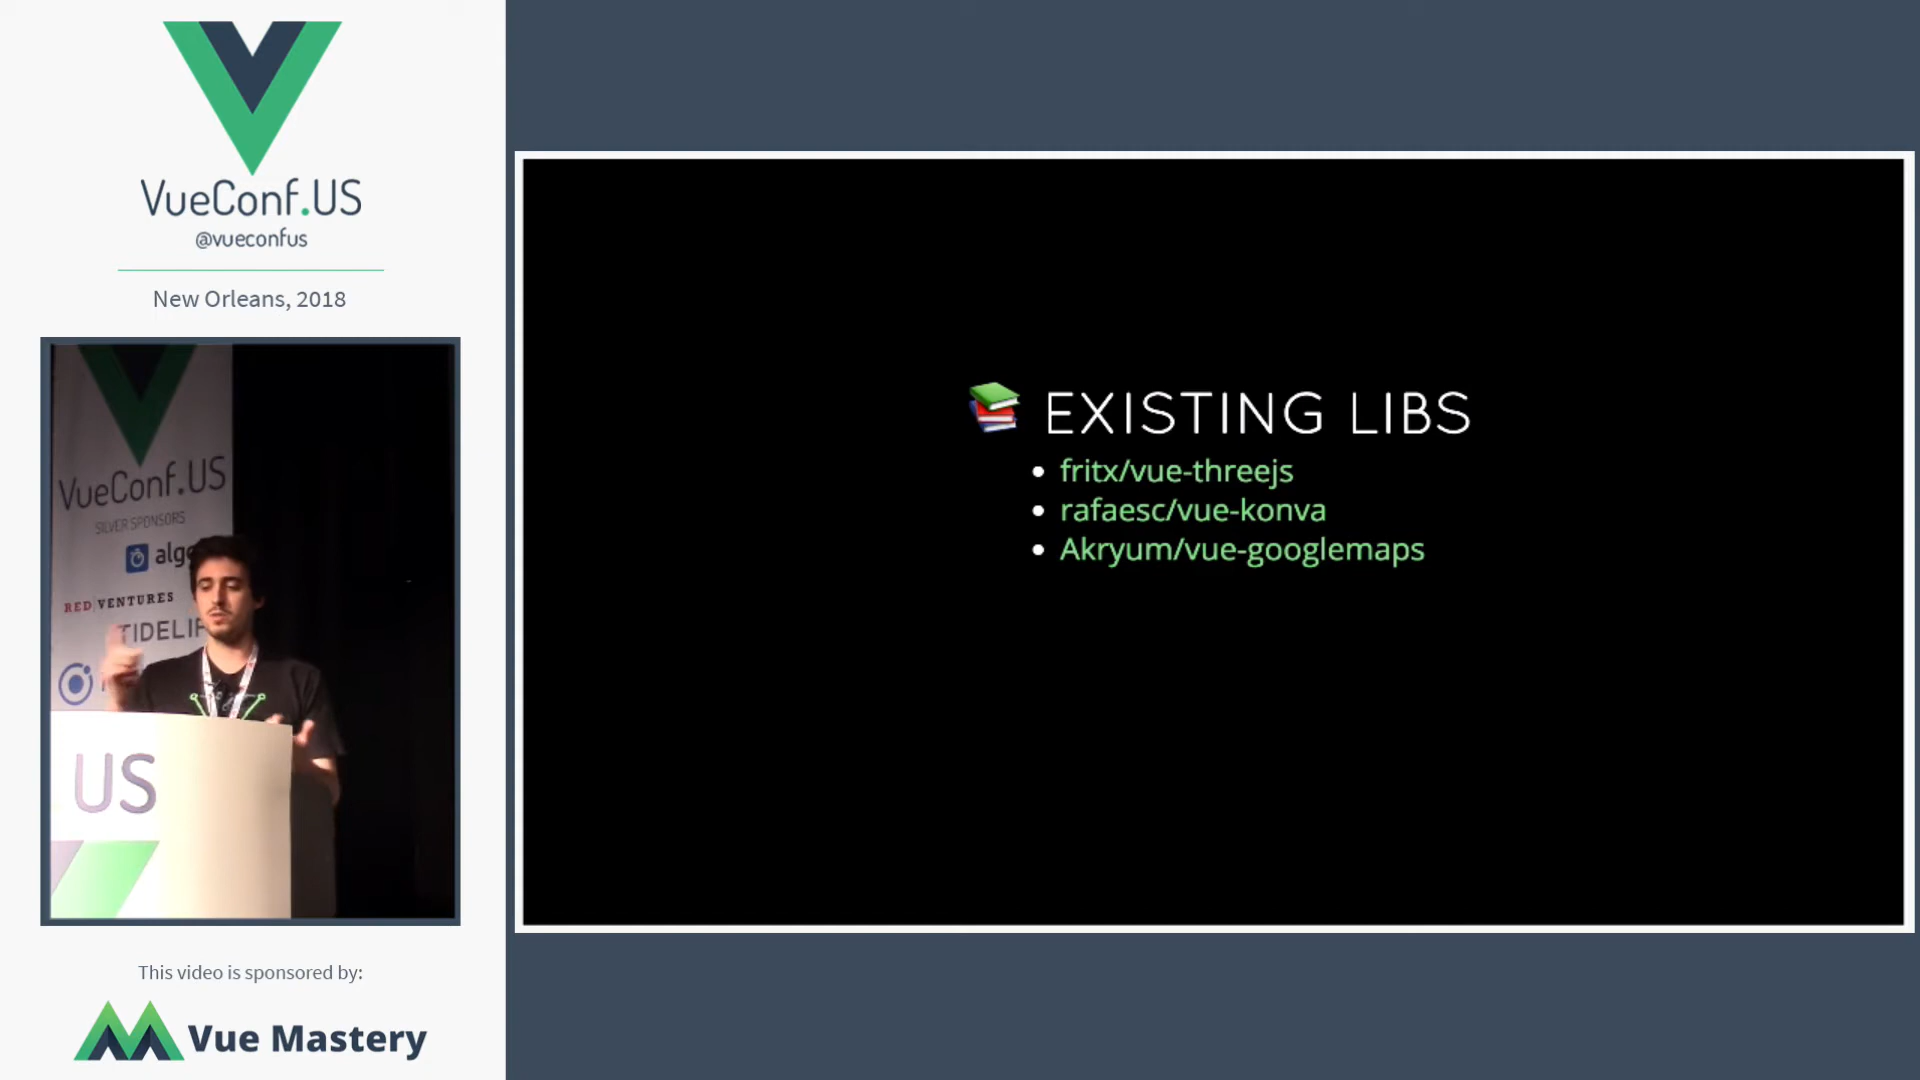 VueConf.US
@vueconfus
New Orleans, 2018
VueConf.US
SILVER SPONSORS
RED VENTURES
US
This video is sponsored by:
Vue Mastery
📚 EXISTING LIBS
• fritx/vue-threejs
• rafaesc/vue-konva
• Akryum/vue-googlemaps